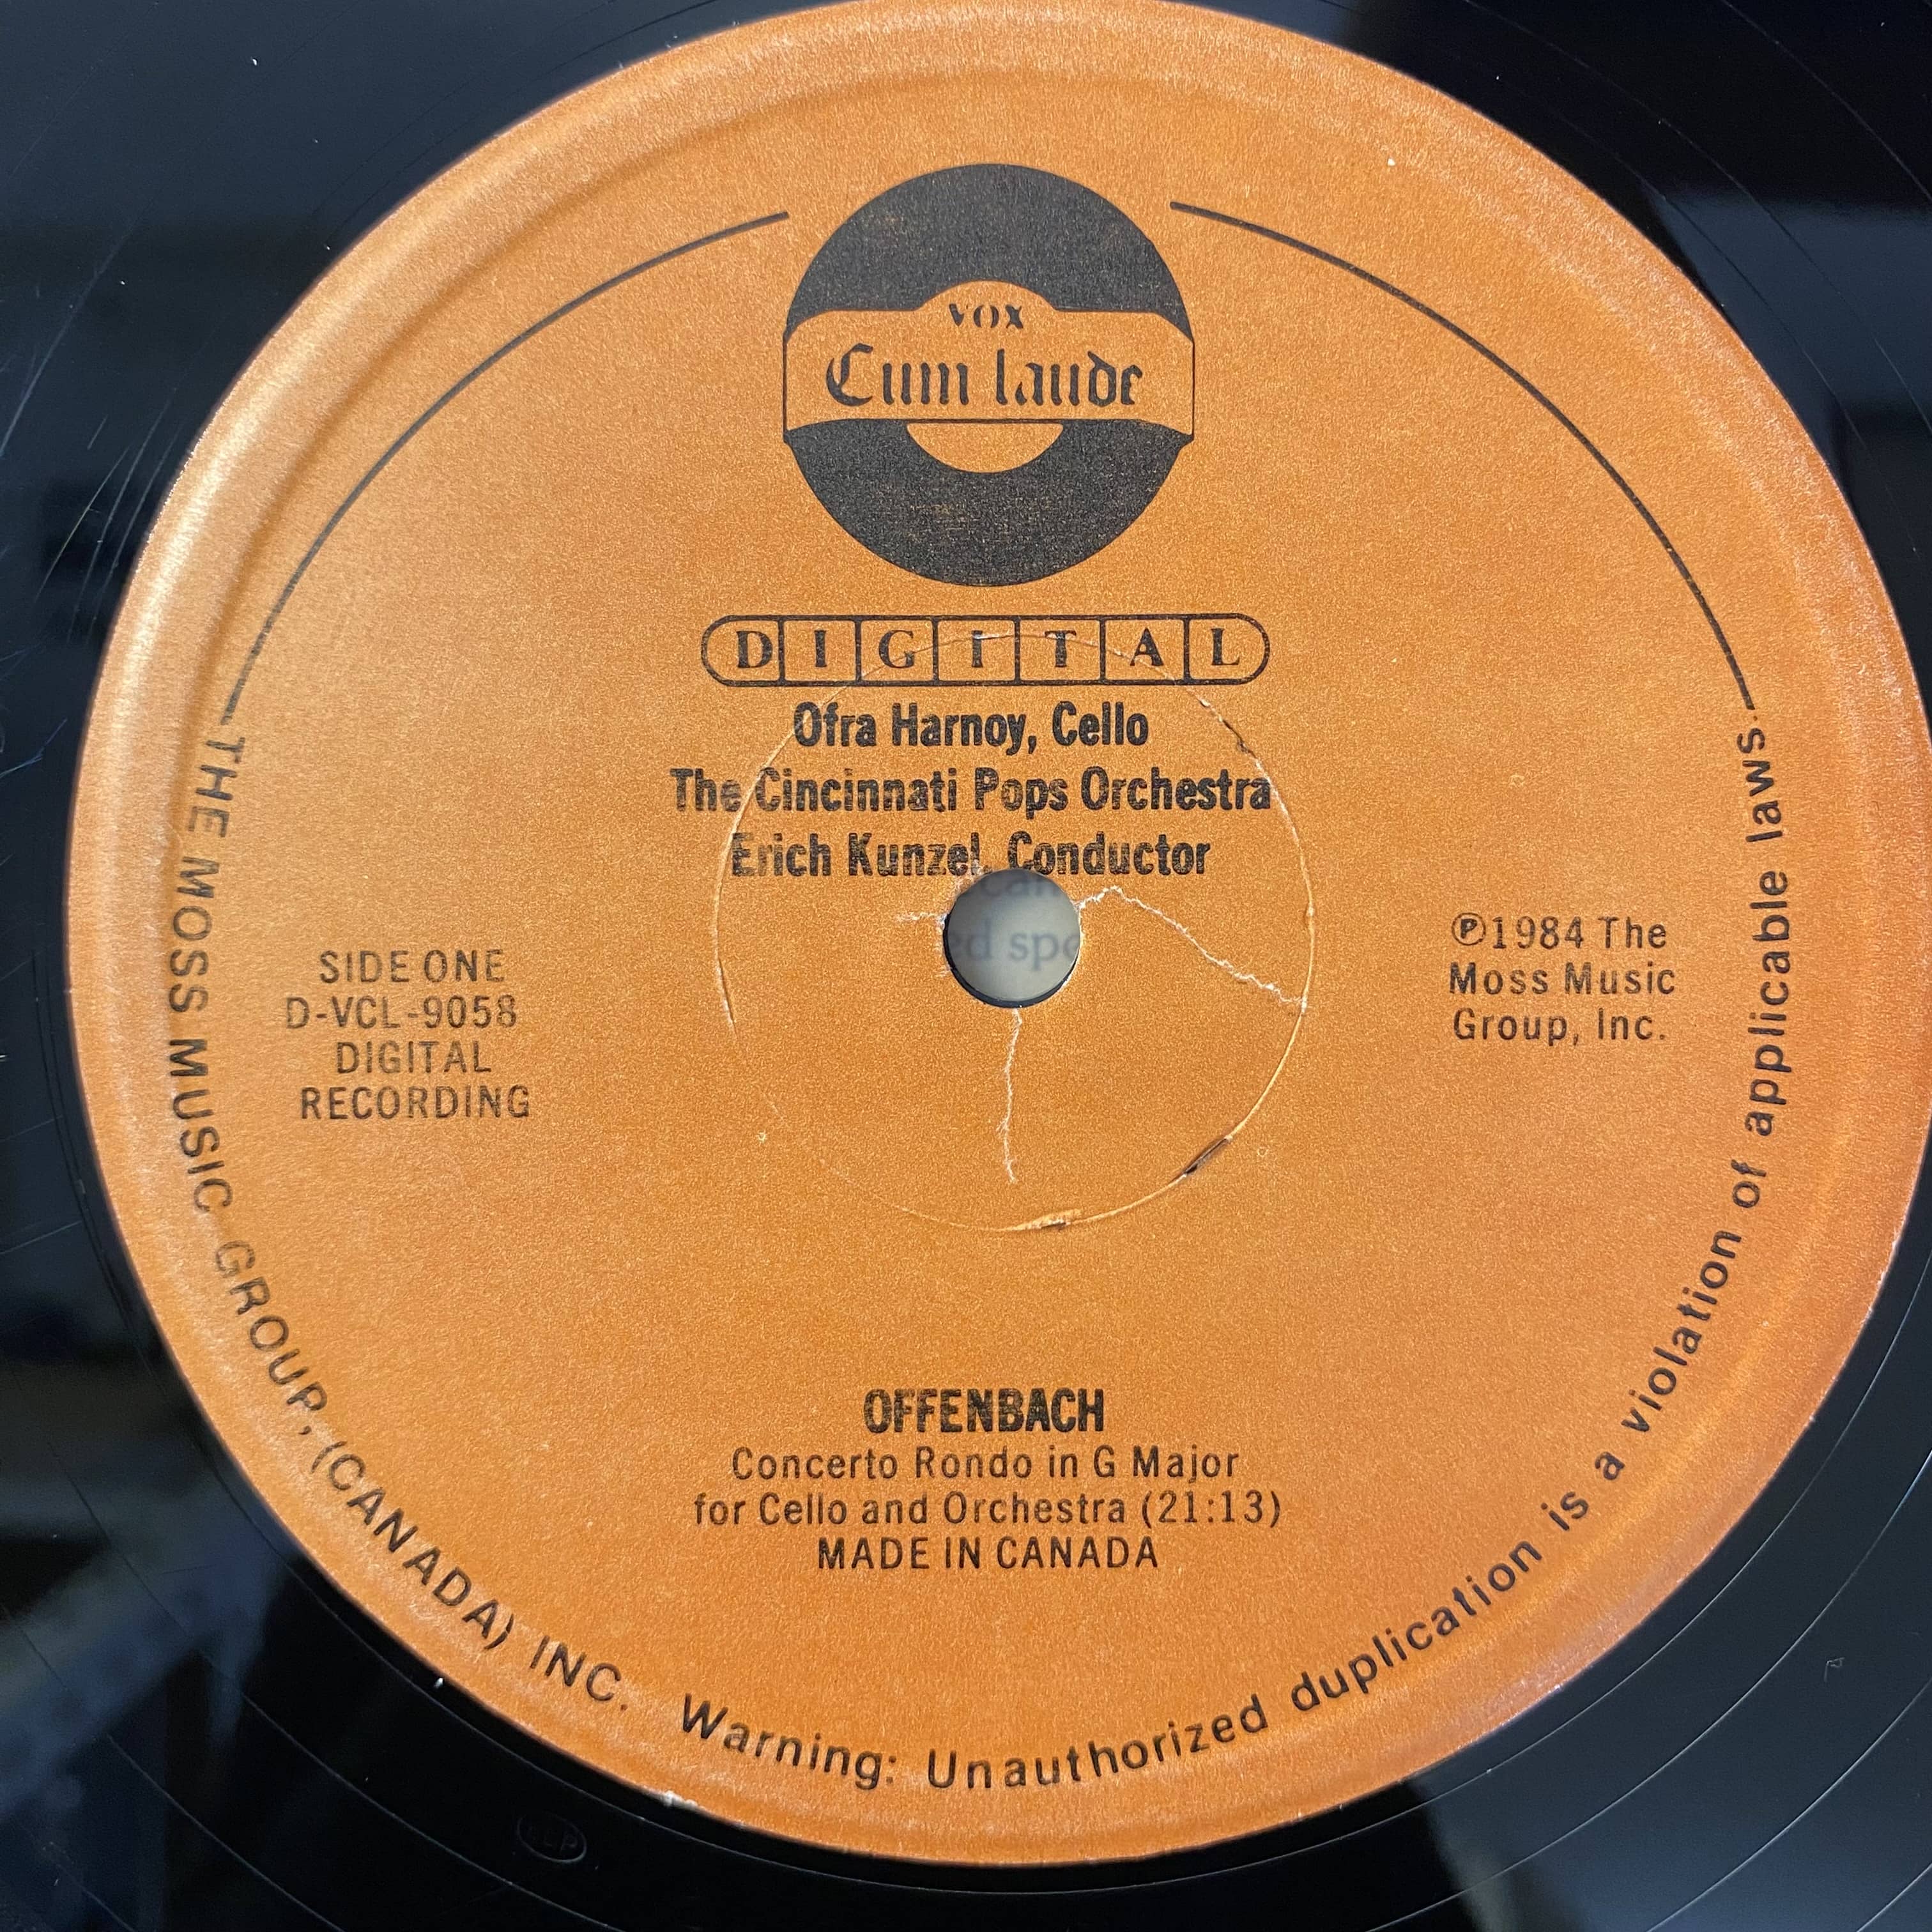 VOX
Cum laude
DIGITAL
Ofra Harnoy, Cello
The Cincinnati Pops Orchestra
Erich Kunzel, Conductor
ed spe
SIDE ONE
D-VCL-9058
DIGITAL
RECORDING
℗1984 The
Moss Music
Group, Inc.
OFFENBACH
Concerto Rondo in G Major
for Cello and Orchestra (21:13)
MADE IN CANADA
THE MOSS MUSIC GROUP, (CANADA) INC. Warning: Unauthorized duplication is a violation of applicable laws.